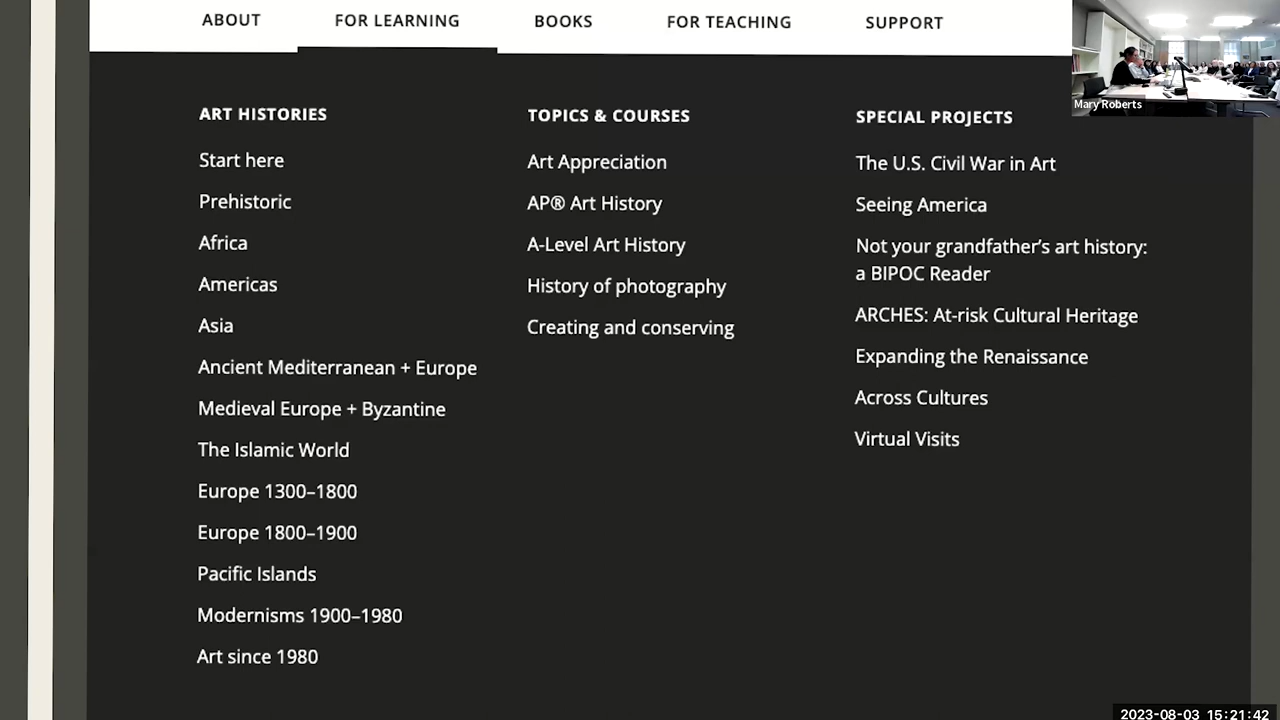 ABOUT
FOR LEARNING
BOOKS
FOR TEACHING
SUPPORT
Mary Roberts
ART HISTORIES
Start here
Prehistoric
Africa
Americas
Asia
Ancient Mediterranean + Europe
Medieval Europe + Byzantine
The Islamic World
Europe 1300–1800
Europe 1800–1900
Pacific Islands
Modernisms 1900–1980
Art since 1980
TOPICS & COURSES
Art Appreciation
AP® Art History
A-Level Art History
History of photography
Creating and conserving
SPECIAL PROJECTS
The U.S. Civil War in Art
Seeing America
Not your grandfather’s art history:
a BIPOC Reader
ARCHES: At-risk Cultural Heritage
Expanding the Renaissance
Across Cultures
Virtual Visits
2023-08-03 15:21:42